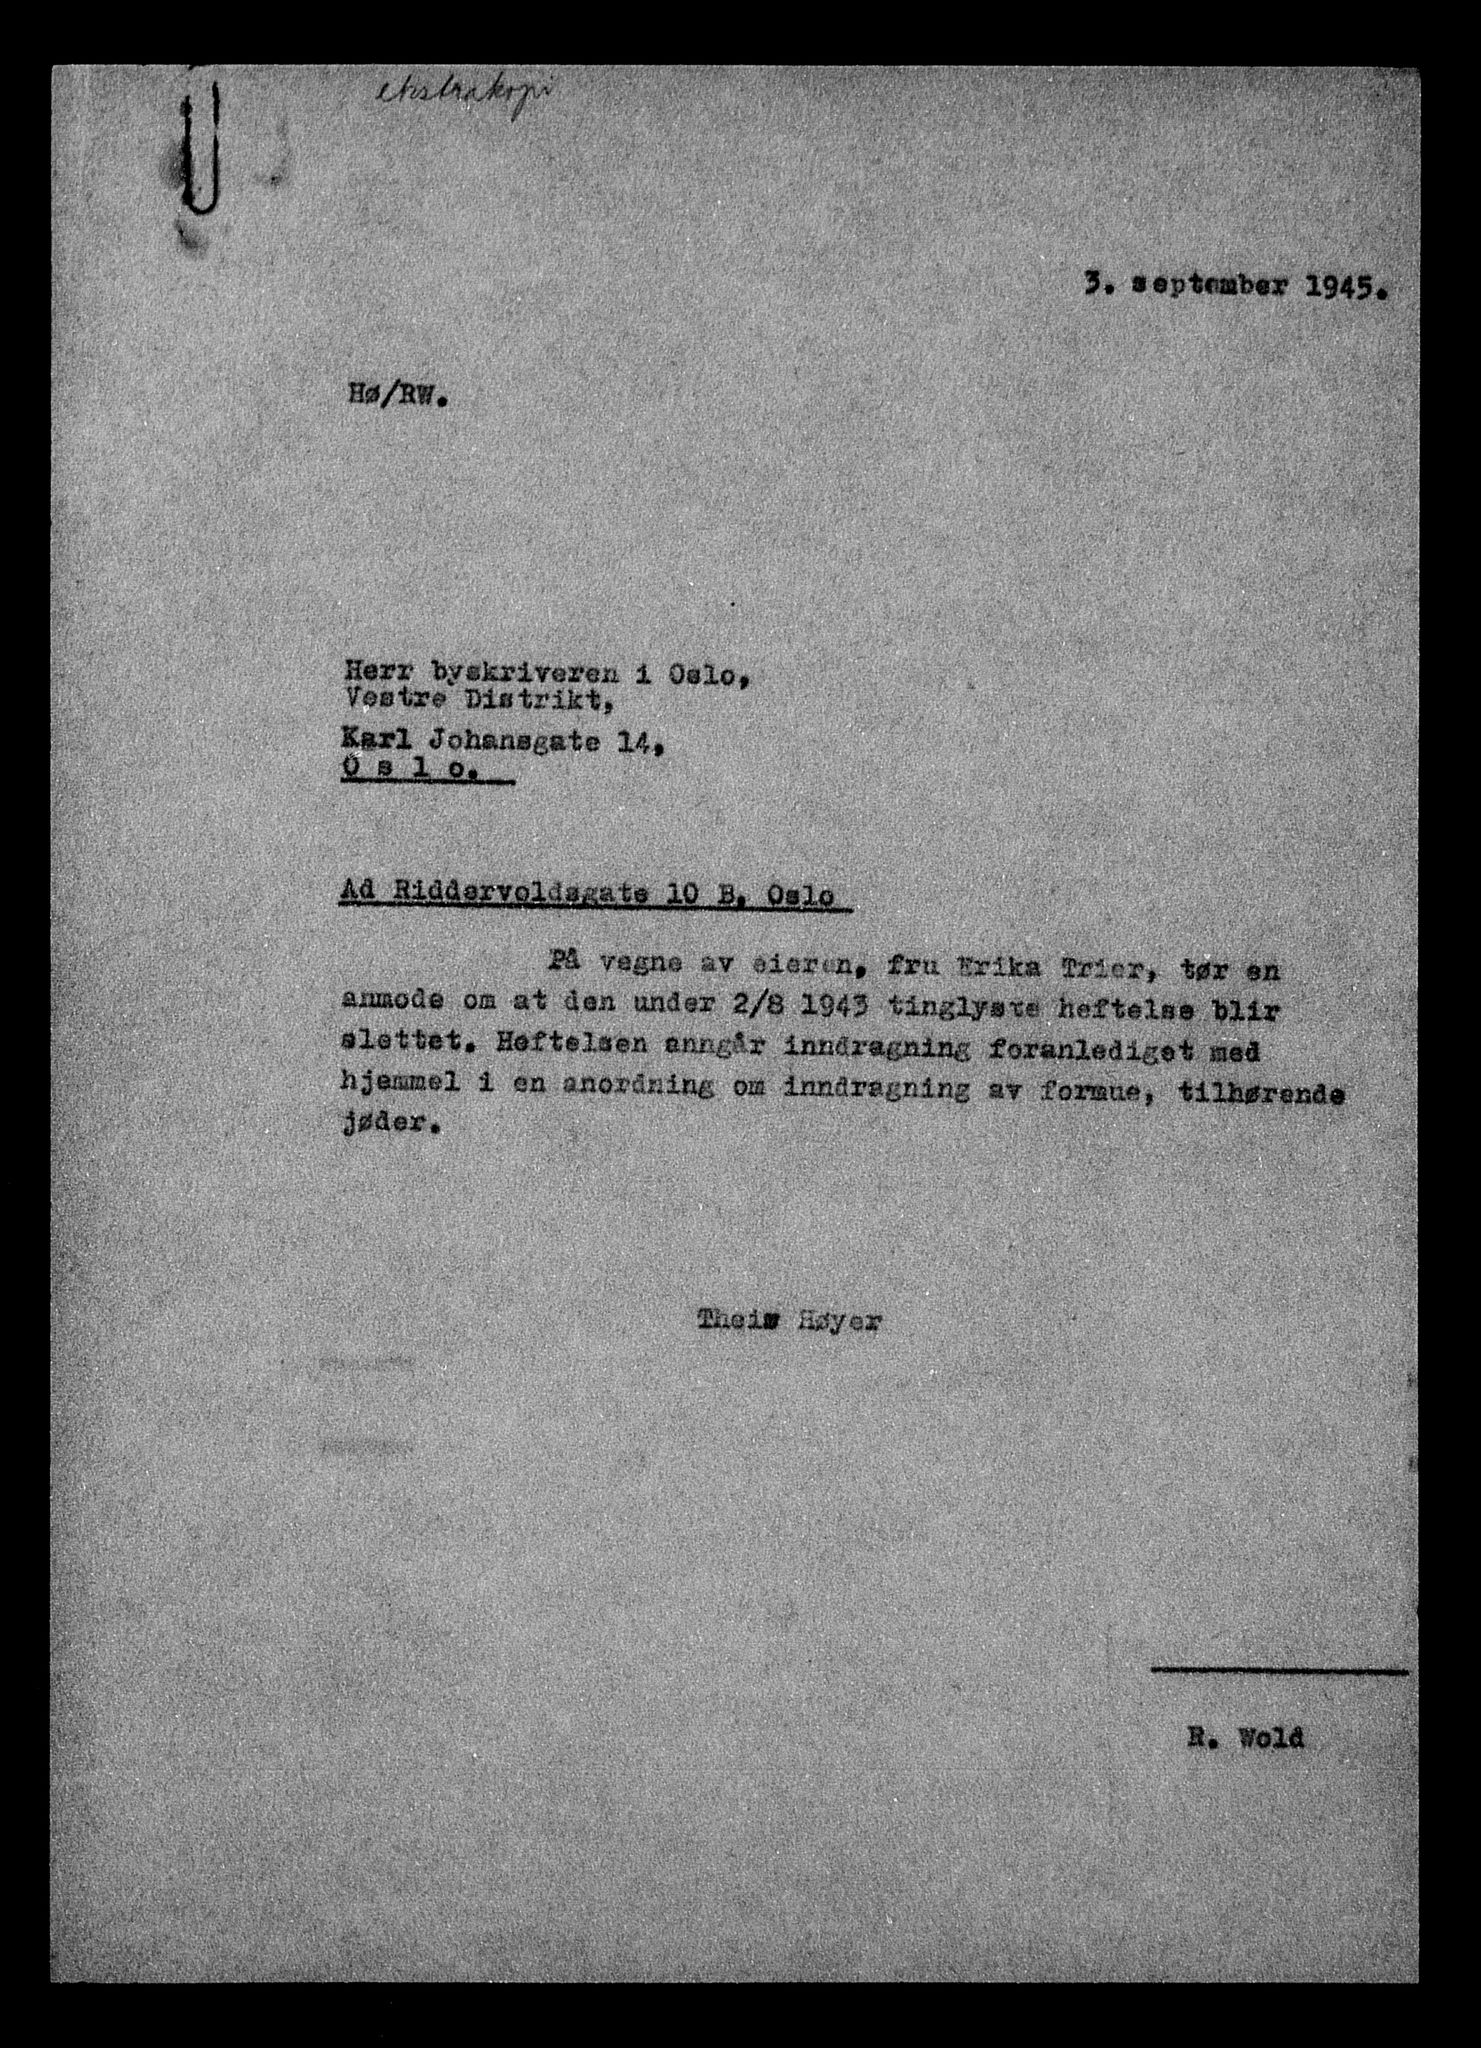 ekstrakopi
3. september 1945.
Hø/RW.
Herr byskriveren i Oslo,
Vestre Distrikt,
Karl Johansgate 14,
O s l o.
Ad Riddervoldsgate 10 B, Oslo
På vegne av eieren, fru Erika Trier, tør en
anmode om at den under 2/8 1943 tinglyste heftelse blir
slettet. Heftelsen anngår inndragning foranlediget med
hjemmel i en anordning om inndragning av formue, tilhørende
jøder.
Theis Høyer
R. Wold